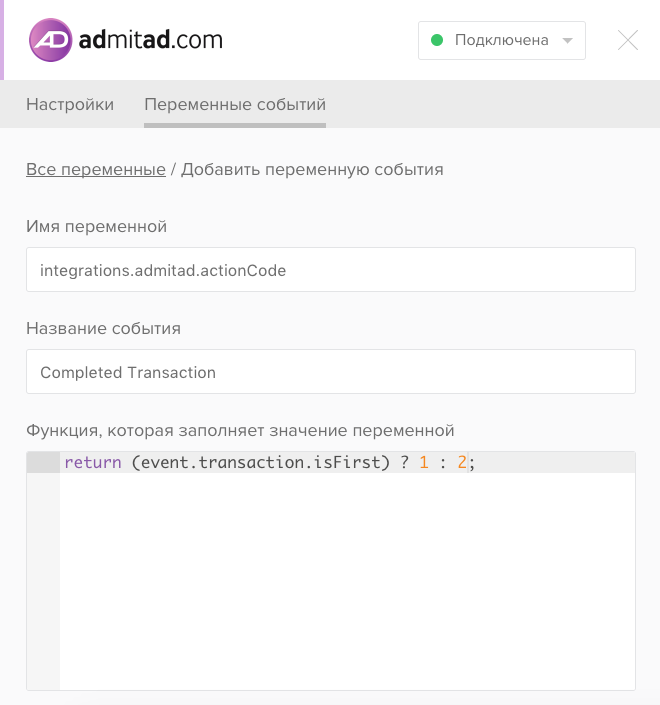 AD admitad.com
Подключена
Настройки Переменные событий
Все переменные / Добавить переменную события
Имя переменной
integrations.admitad.actionCode
Название события
Completed Transaction
Функция, которая заполняет значение переменной
return (event.transaction.isFirst) ? 1 : 2;